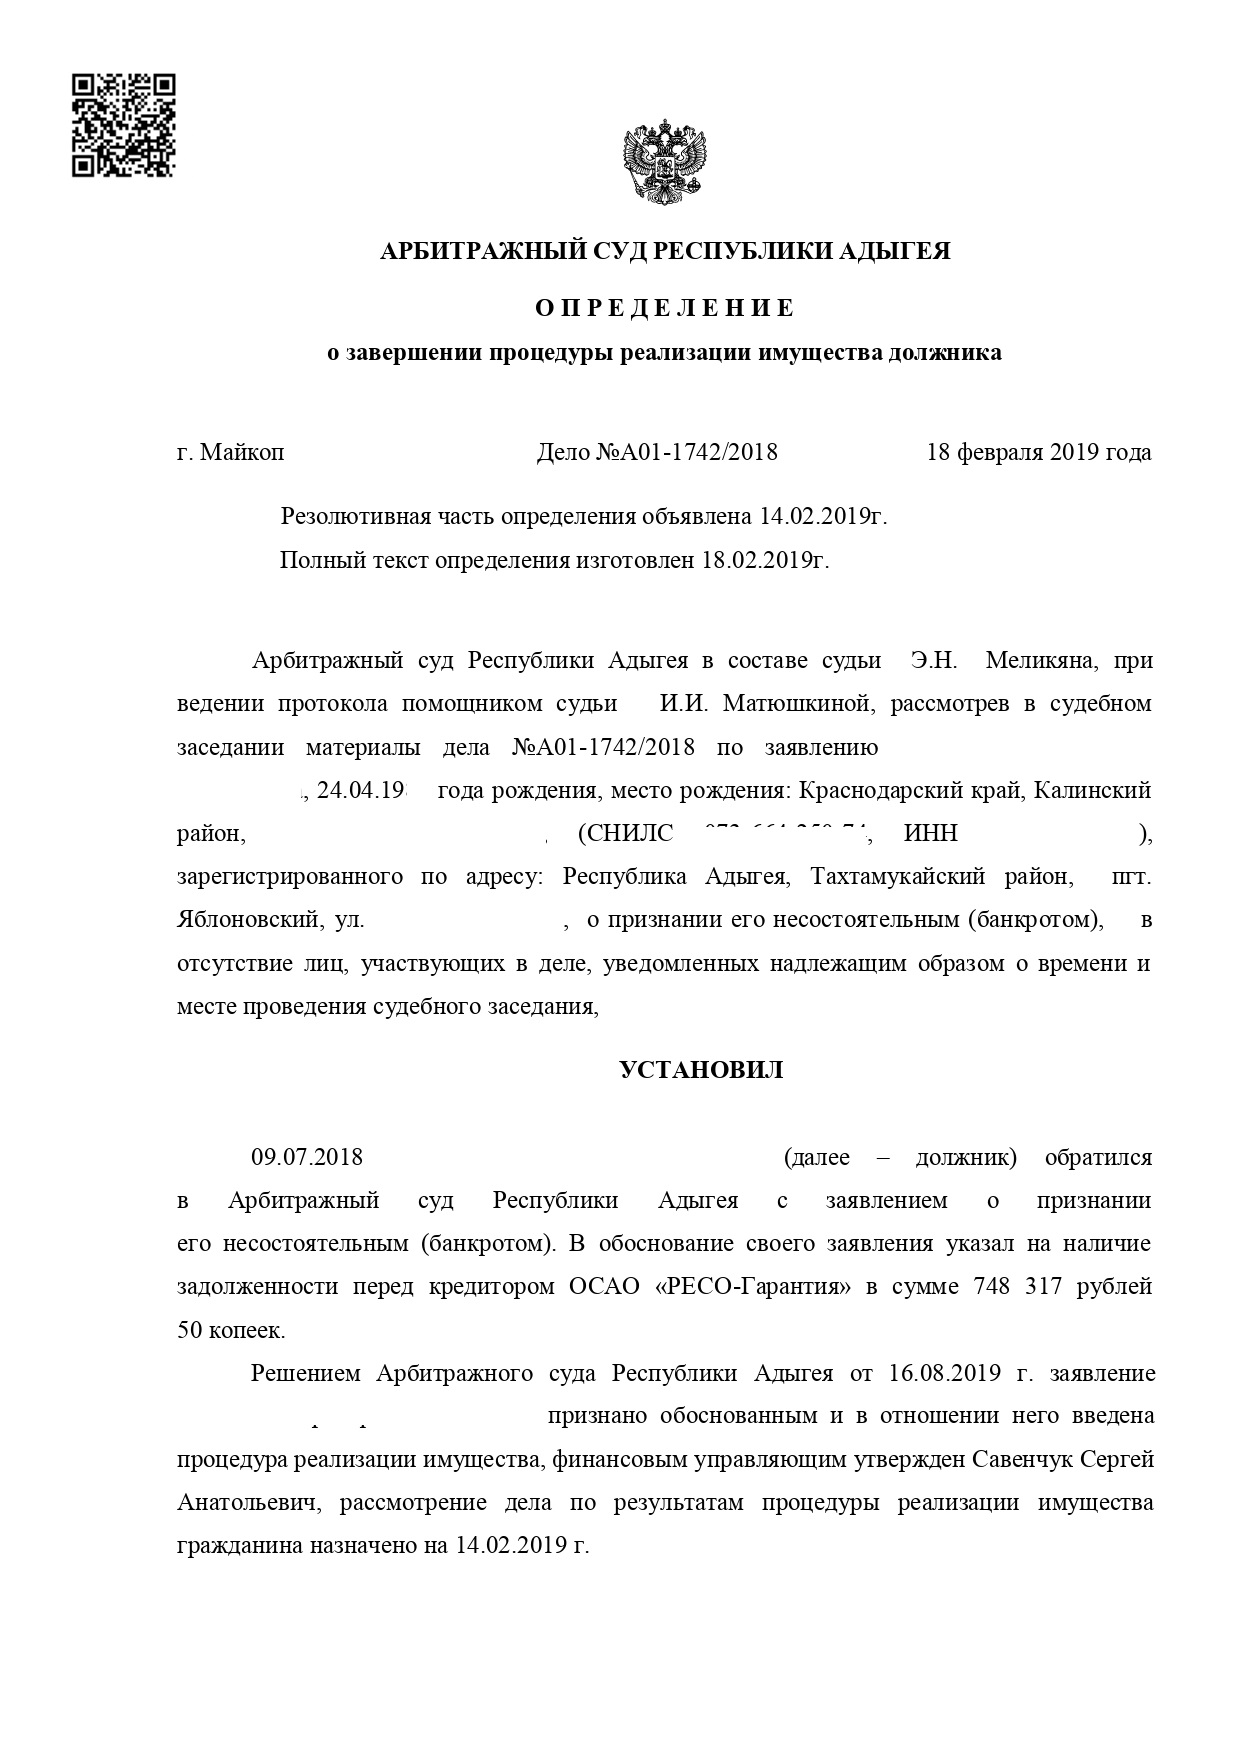 АРБИТРАЖНЫЙ СУД РЕСПУБЛИКИ АДЫГЕЯ
О П Р Е Д Е Л Е Н И Е
о завершении процедуры реализации имущества должника
г. Майкоп Дело №А01-1742/2018 18 февраля 2019 года
Резолютивная часть определения объявлена 14.02.2019г.
Полный текст определения изготовлен 18.02.2019г.
Арбитражный суд Республики Адыгея в составе судьи Э.Н. Меликяна, при
ведении протокола помощником судьи И.И. Матюшкиной, рассмотрев в судебном
заседании материалы дела №А01-1742/2018 по заявлению
, 24.04.19 года рождения, место рождения: Краснодарский край, Калинский
район, , (СНИЛС , ИНН ),
зарегистрированного по адресу: Республика Адыгея, Тахтамукайский район, пгт.
Яблоновский, ул. , о признании его несостоятельным (банкротом), в
отсутствие лиц, участвующих в деле, уведомленных надлежащим образом о времени и
месте проведения судебного заседания,
УСТАНОВИЛ
09.07.2018 (далее – должник) обратился
в Арбитражный суд Республики Адыгея с заявлением о признании
его несостоятельным (банкротом). В обоснование своего заявления указал на наличие
задолженности перед кредитором ОСАО «РЕСО-Гарантия» в сумме 748 317 рублей
50 копеек.
Решением Арбитражного суда Республики Адыгея от 16.08.2019 г. заявление
признано обоснованным и в отношении него введена
процедура реализации имущества, финансовым управляющим утвержден Савенчук Сергей
Анатольевич, рассмотрение дела по результатам процедуры реализации имущества
гражданина назначено на 14.02.2019 г.